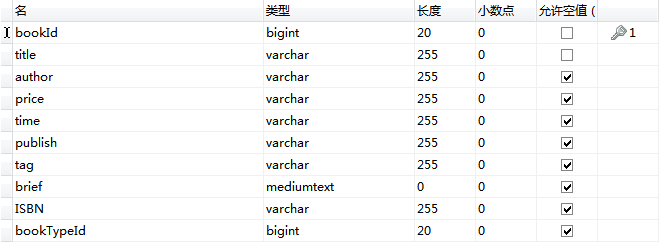 名 类型 长度 小数点 允许空值 (
bookId bigint 20 0 1
title varchar 255 0
author varchar 255 0
price varchar 255 0
time varchar 255 0
publish varchar 255 0
tag varchar 255 0
brief mediumtext 0 0
ISBN varchar 255 0
bookTypeId bigint 20 0